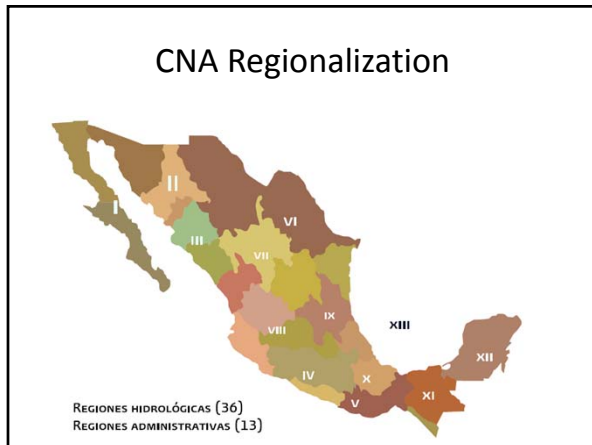 CNA Regionalization
II
I
VI
III
VII
IX
XIII
VIII
XII
IV
X
V
XI
REGIONES HIDROLÓGICAS (36)
REGIONES ADMINISTRATIVAS (13)